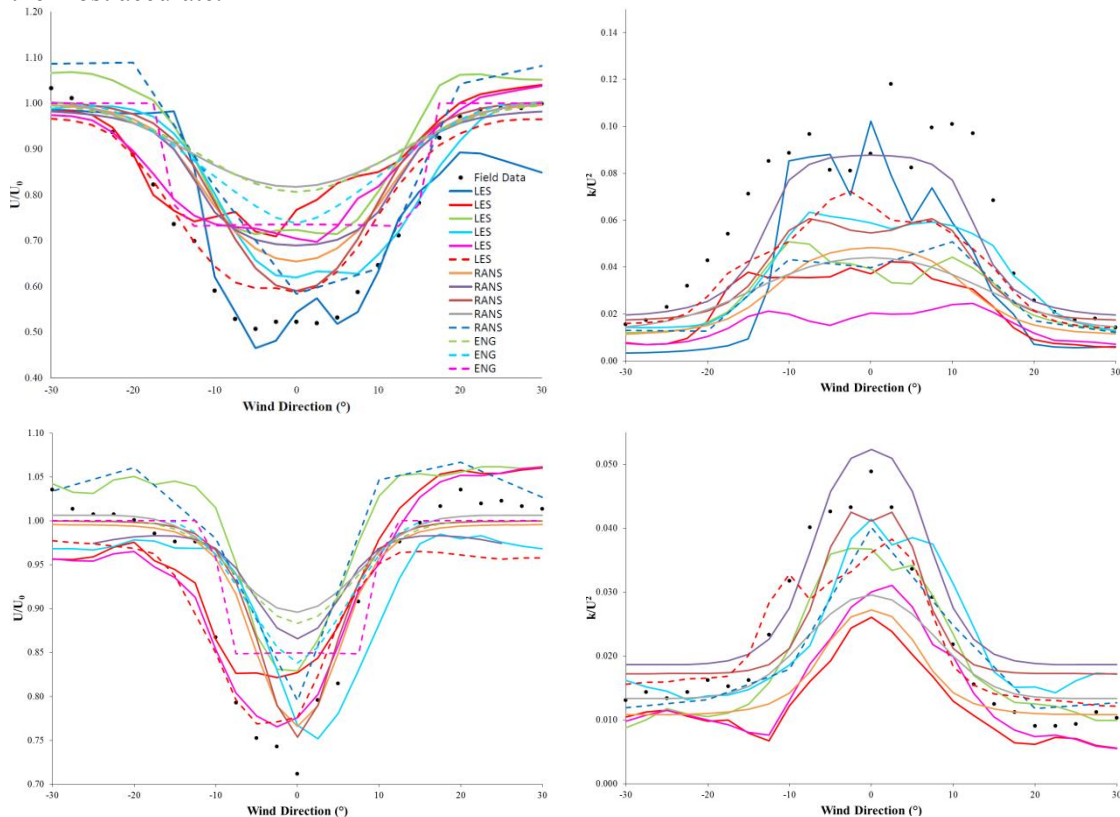 the most accurate.
1.20
1.10
1.00
0.90
0.80
0.70
0.60
0.50
0.40
U/U₀
Field Data
LES
LES
LES
LES
LES
LES
RANS
RANS
RANS
RANS
RANS
ENG
ENG
ENG
-30 -20 -10 0 10 20 30
Wind Direction (°)
0.14
0.12
0.10
0.08
0.06
0.04
0.02
0.00
k/U²
-30 -20 -10 0 10 20 30
Wind Direction (°)
1.10
1.05
1.00
0.95
0.90
0.85
0.80
0.75
0.70
U/U₀
-30 -20 -10 0 10 20 30
Wind Direction (°)
0.050
0.040
0.030
0.020
0.010
0.000
k/U²
-30 -20 -10 0 10 20 30
Wind Direction (°)